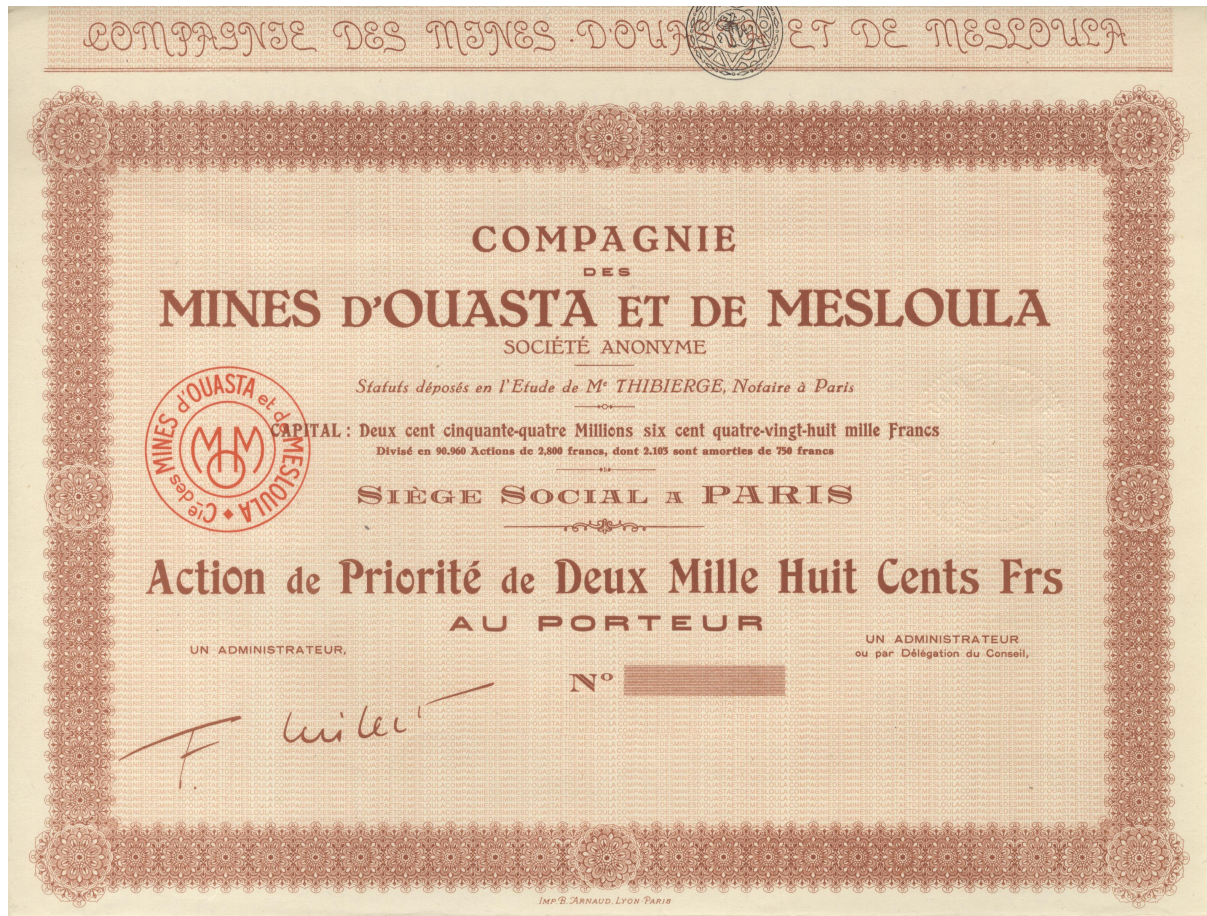 COMPAGNIE DES MINES D'OUASTA ET DE MESLOULA
COMPAGNIE
DES
MINES D'OUASTA ET DE MESLOULA
SOCIÉTÉ ANONYME
Statuts déposés en l'Etude de Me THIBIERGE, Notaire à Paris
Cie des MINES d'OUASTA et de MESLOULA
MOM
CAPITAL : Deux cent cinquante-quatre Millions six cent quatre-vingt-huit mille Francs
Divisé en 90.960 Actions de 2,800 francs, dont 2.103 sont amorties de 750 francs
SIÈGE SOCIAL A PARIS
Action de Priorité de Deux Mille Huit Cents Frs
AU PORTEUR
UN ADMINISTRATEUR,
UN ADMINISTRATEUR
ou par Délégation du Conseil,
No
IMP. B. ARNAUD. LYON-PARIS